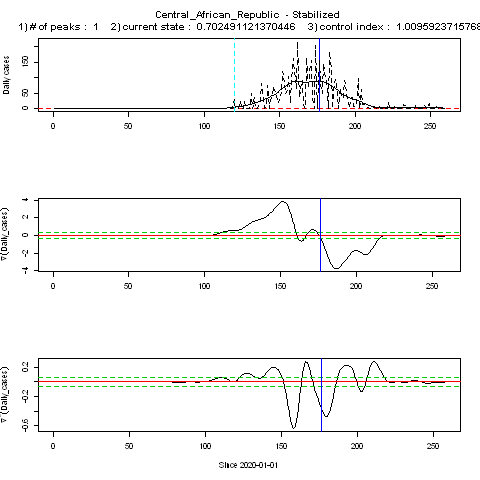 Central_African_Republic - Stabilized
1)# of peaks : 1 2)current state : 0.702491121370446 3)control index : 1.0095923715768
Daily cases
0 50 150
0 50 100 150 200 250
∇(Daily_cases)
-4 -2 0 2 4
0 50 100 150 200 250
∇²(Daily_cases)
-0.6 -0.2 0.2
0 50 100 150 200 250
Since 2020-01-01